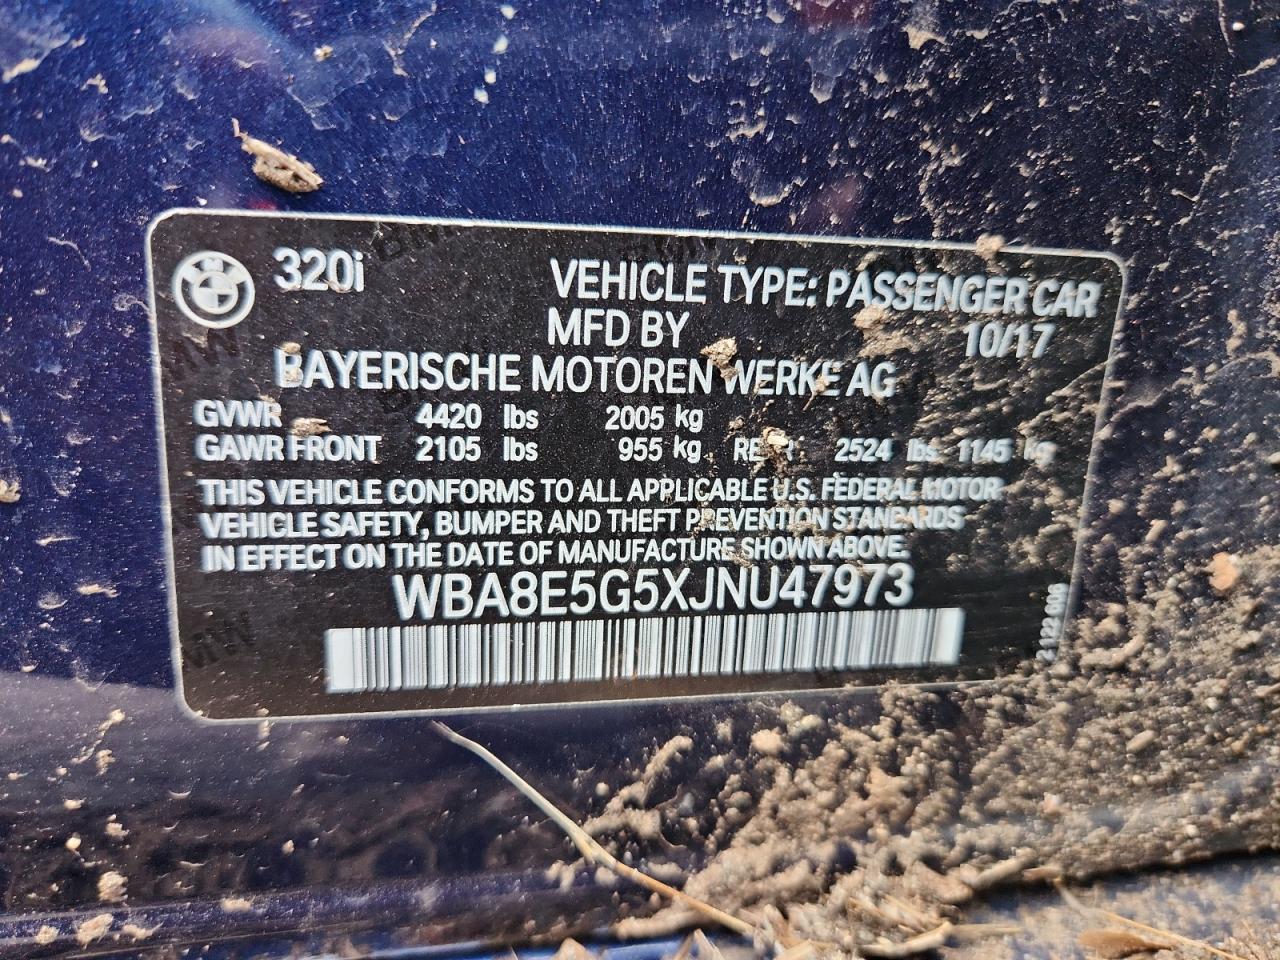 320i
VEHICLE TYPE: PASSENGER CAR
MFD BY 10/17
BAYERISCHE MOTOREN WERKE AG
GVWR 4420 lbs 2005 kg
GAWR FRONT 2105 lbs 955 kg REAR 2524 lbs 1145 kg
THIS VEHICLE CONFORMS TO ALL APPLICABLE U.S. FEDERAL MOTOR
VEHICLE SAFETY, BUMPER AND THEFT PREVENTION STANDARDS
IN EFFECT ON THE DATE OF MANUFACTURE SHOWN ABOVE.
WBA8E5G5XJNU47973